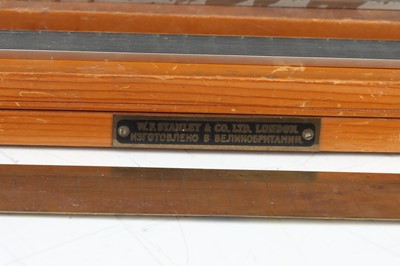 W. F. STANLEY & CO. LTD. LONDON.
ИЗГОТОВЛЕНО В ВЕЛИКОБРИТАНИИ